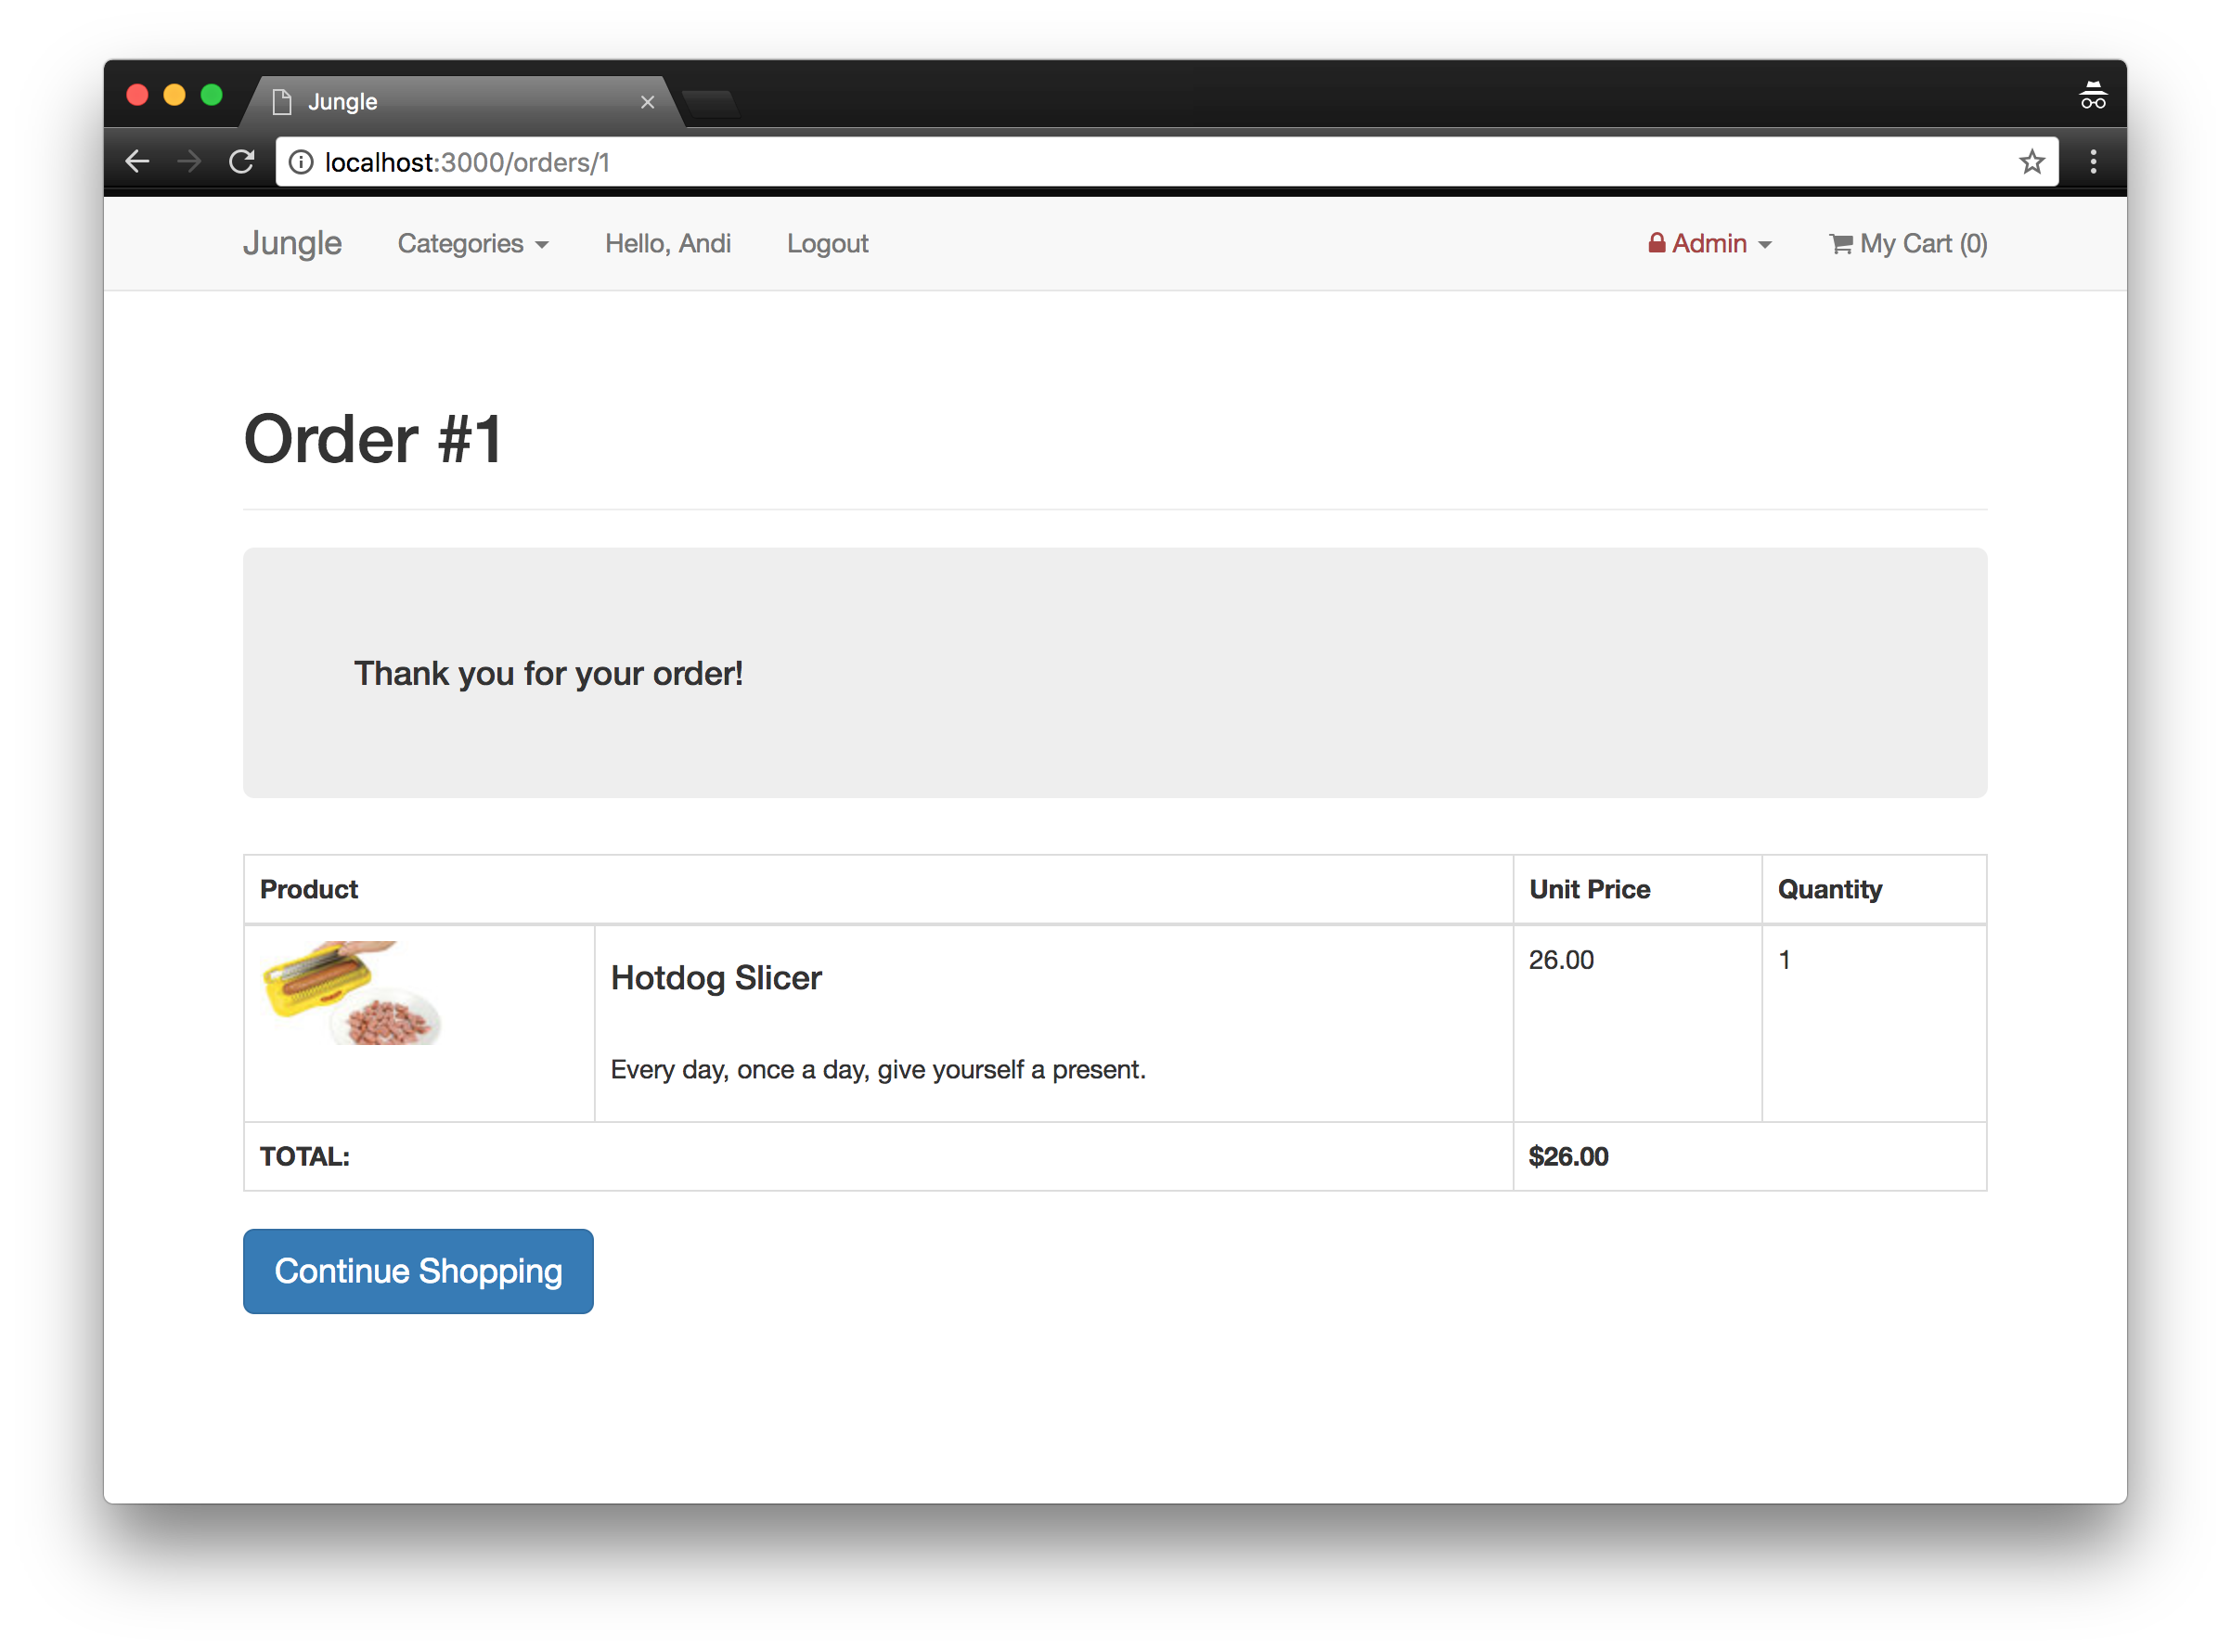 Jungle
localhost:3000/orders/1
Jungle Categories Hello, Andi Logout Admin My Cart (0)
Order #1
Thank you for your order!
Product Unit Price Quantity
Hotdog Slicer 26.00 1
Every day, once a day, give yourself a present.
TOTAL: $26.00
Continue Shopping